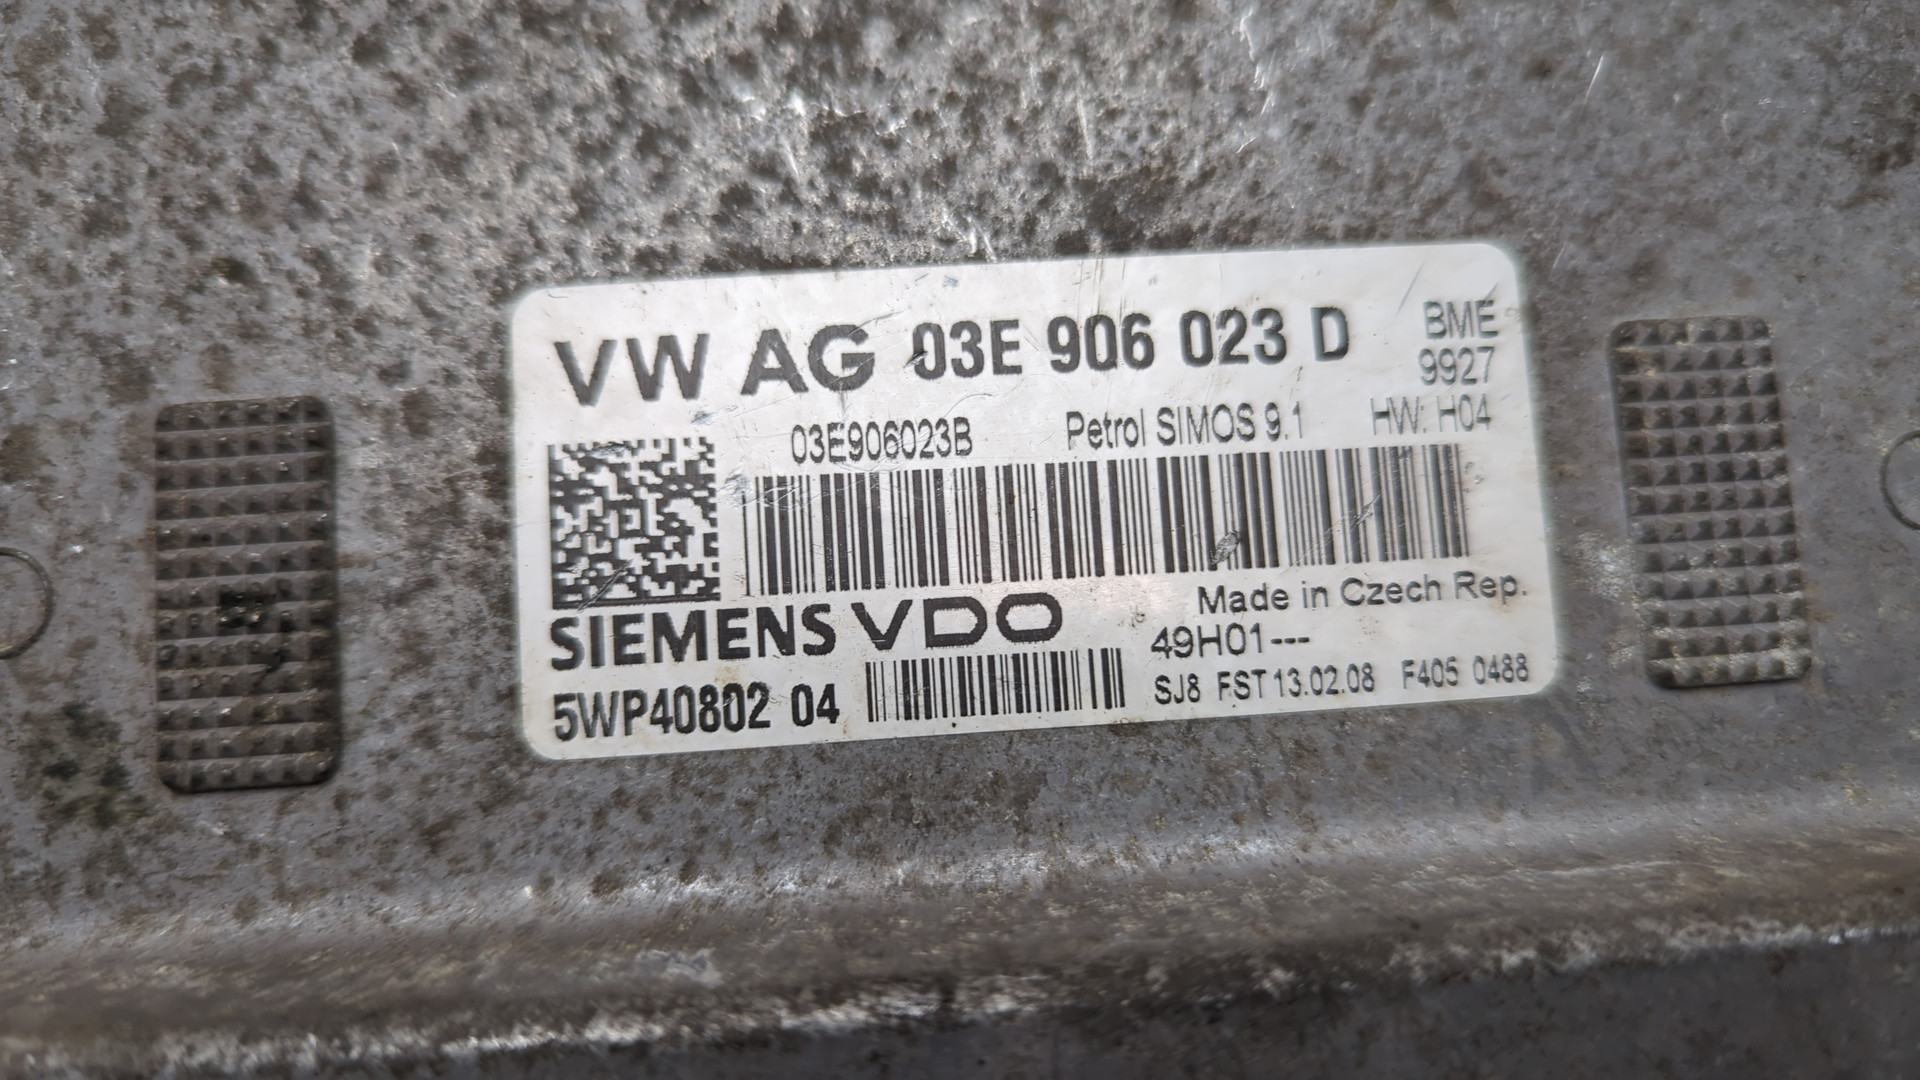 VW AG 03E 906 023 D
BME
9927
03E906023B Petrol SIMOS 9.1 HW: H04
Made in Czech Rep.
SIEMENS VDO
49H01---
5WP40802 04
SJ8 FST 13.02.08 F405 0488